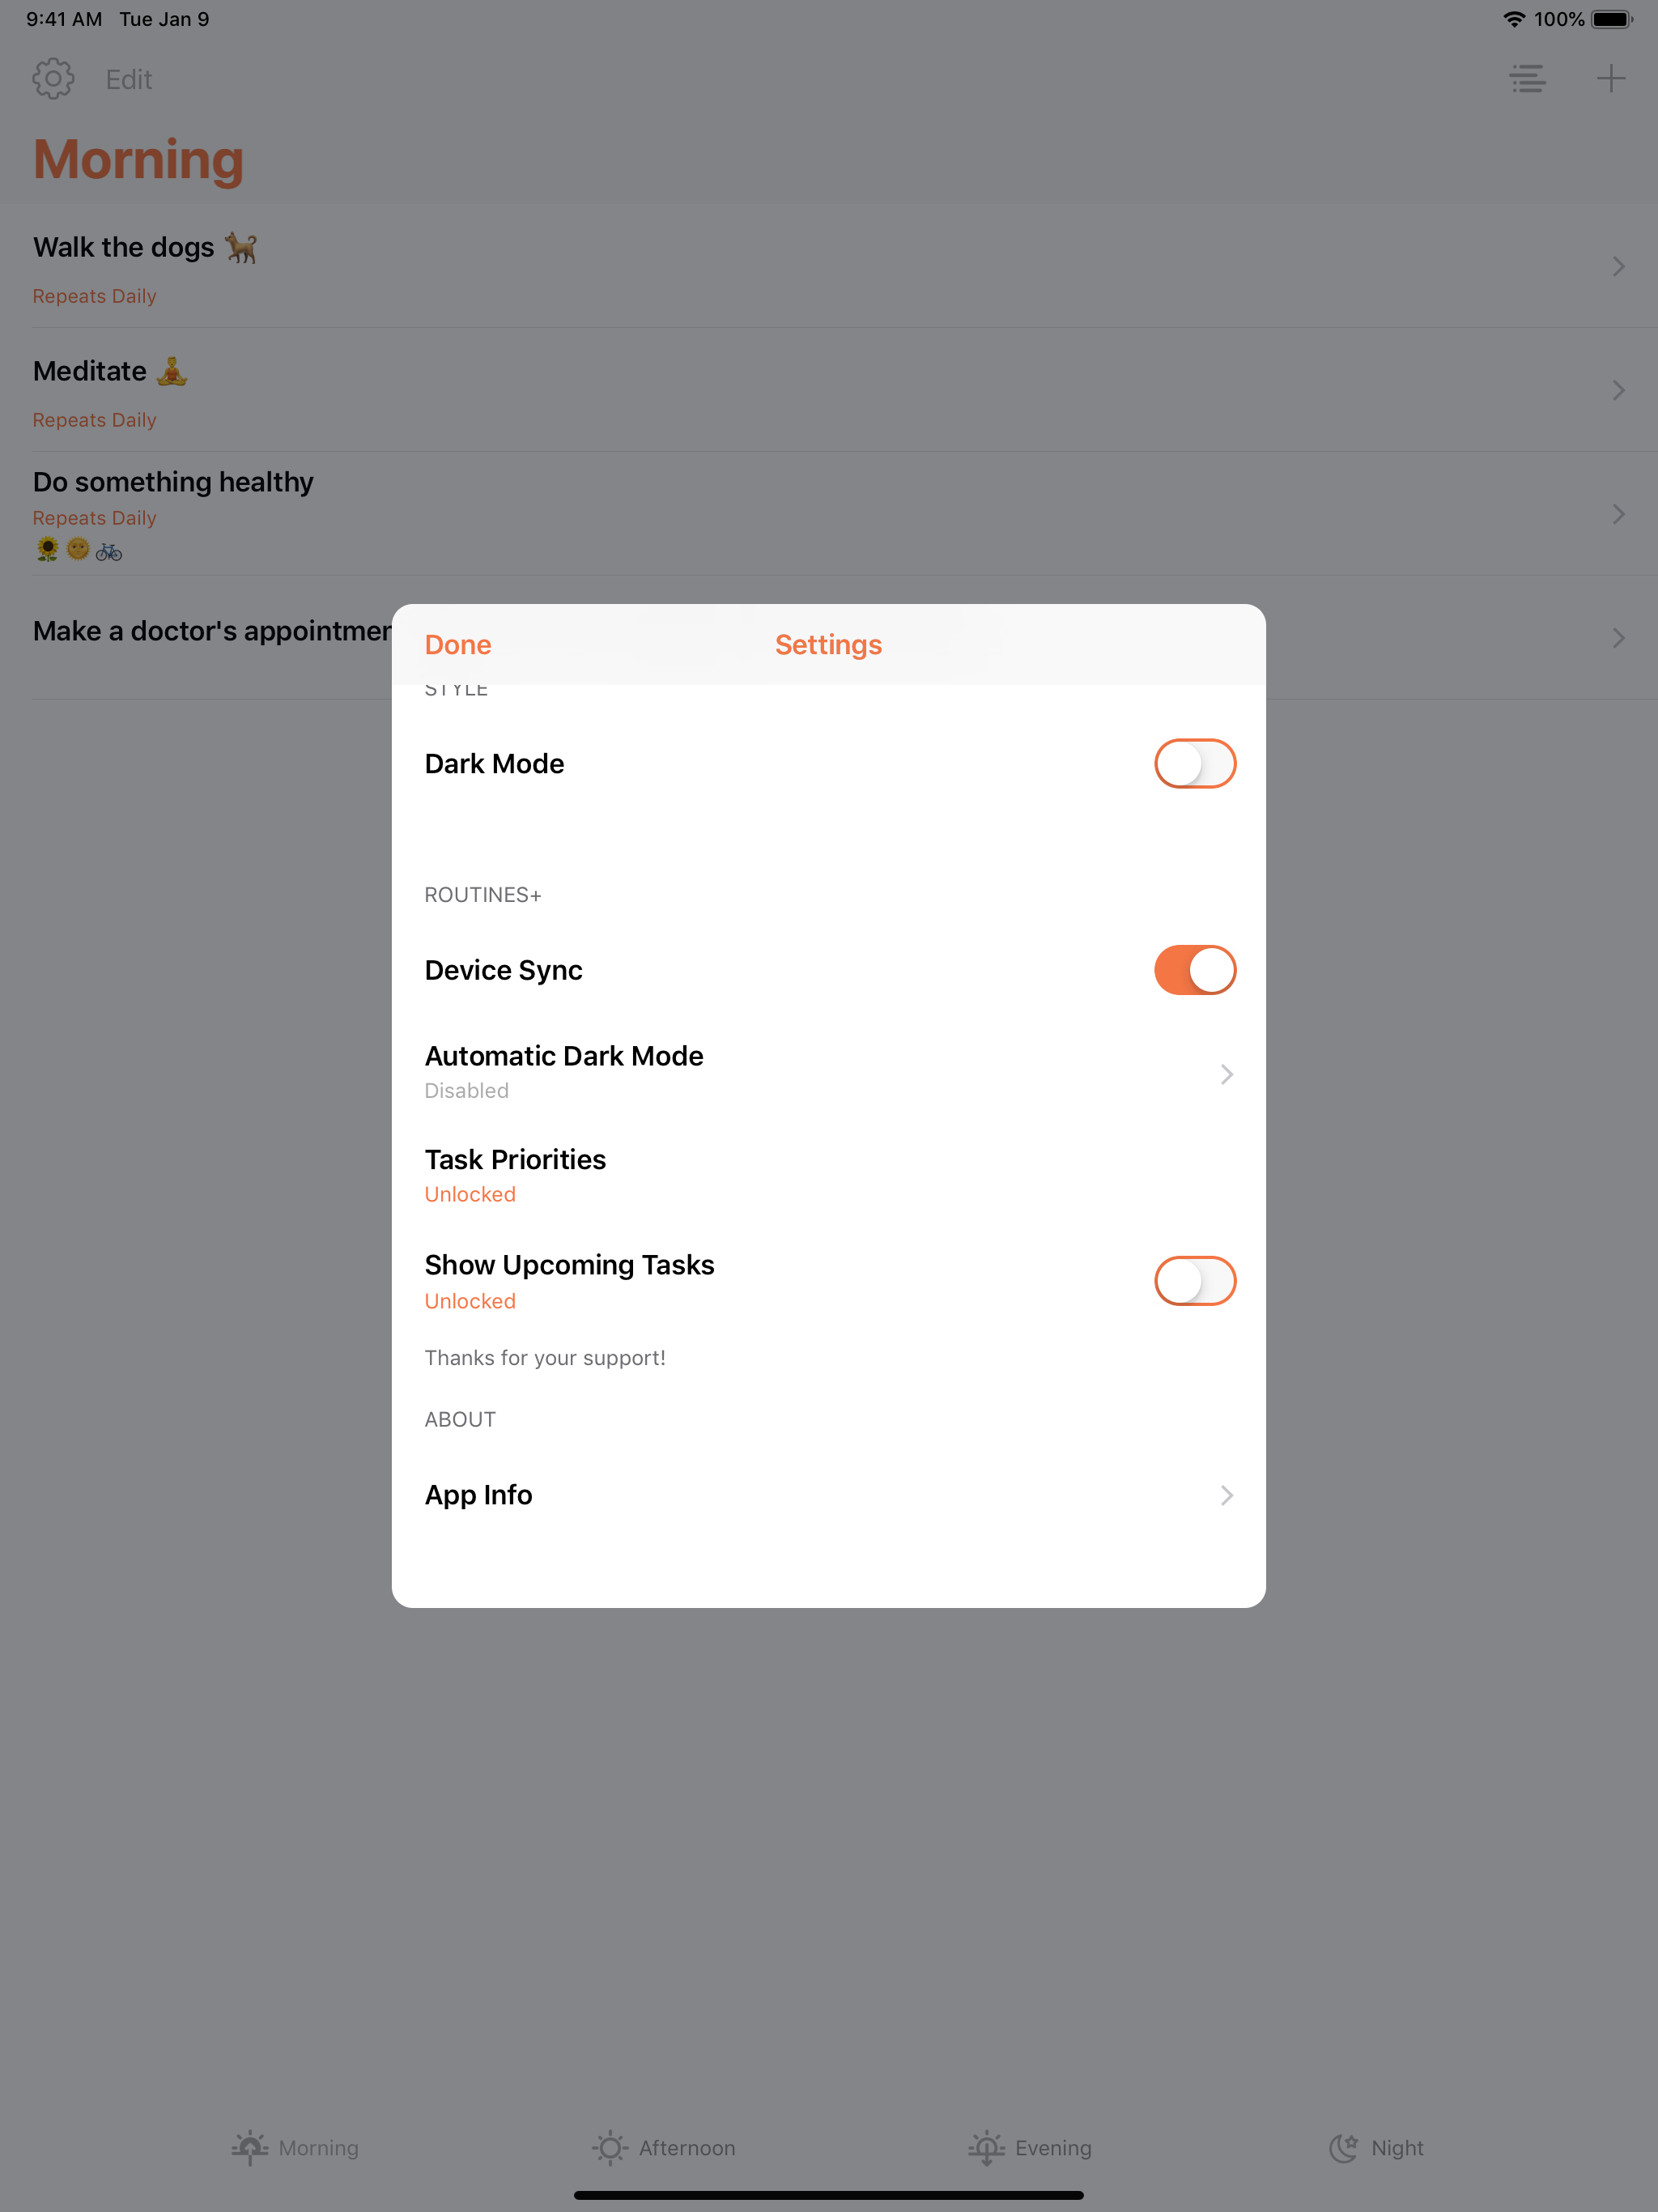 9:41 AM Tue Jan 9
100%
Edit
Morning
Walk the dogs
Repeats Daily
Meditate
Repeats Daily
Do something healthy
Repeats Daily
Make a doctor's
Done
Settings
STYLE
Dark Mode
ROUTINES+
Device Sync
Automatic Dark Mode
Disabled
Task Priorities
Unlocked
Show Upcoming Tasks
Unlocked
Thanks for your support!
ABOUT
App Info
Morning
Afternoon
Evening
Night